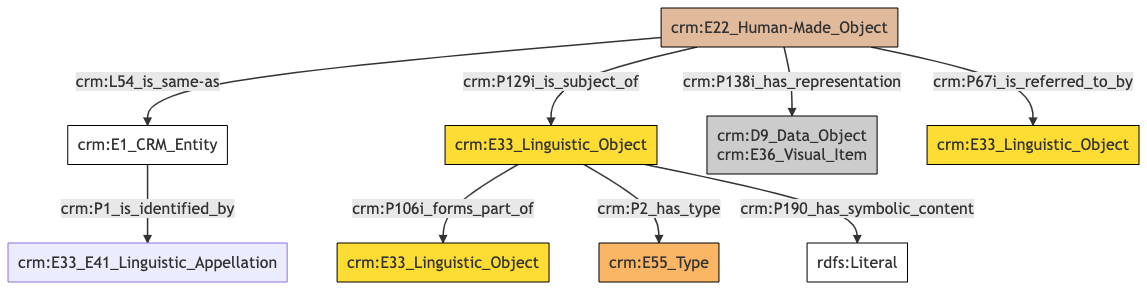 crm:E22_Human-Made_Object
crm:L54_is_same-as
crm:P129i_is_subject_of
crm:P138i_has_representation
crm:P67i_is_referred_to_by
crm:E1_CRM_Entity
crm:E33_Linguistic_Object
crm:D9_Data_Object
crm:E36_Visual_Item
crm:E33_Linguistic_Object
crm:P1_is_identified_by
crm:P106i_forms_part_of
crm:P2_has_type
crm:P190_has_symbolic_content
crm:E33_E41_Linguistic_Appellation
crm:E33_Linguistic_Object
crm:E55_Type
rdfs:Literal